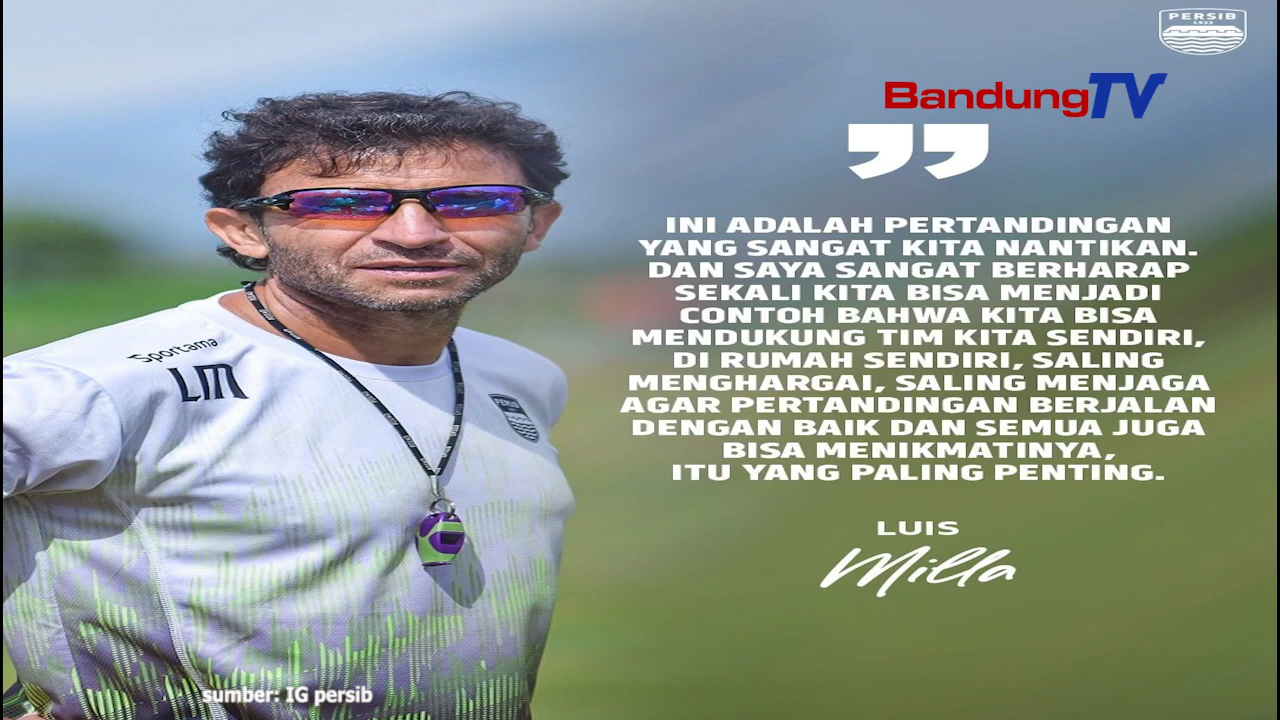 PERSIB
1933
BandungTV
”
INI ADALAH PERTANDINGAN
YANG SANGAT KITA NANTIKAN.
DAN SAYA SANGAT BERHARAP
SEKALI KITA BISA MENJADI
CONTOH BAHWA KITA BISA
MENDUKUNG TIM KITA SENDIRI,
DI RUMAH SENDIRI, SALING
MENGHARGAI, SALING MENJAGA
AGAR PERTANDINGAN BERJALAN
DENGAN BAIK DAN SEMUA JUGA
BISA MENIKMATINYA,
ITU YANG PALING PENTING.
LUIS
Milla
Sportama
LM
PERSIB
sumber: IG persib